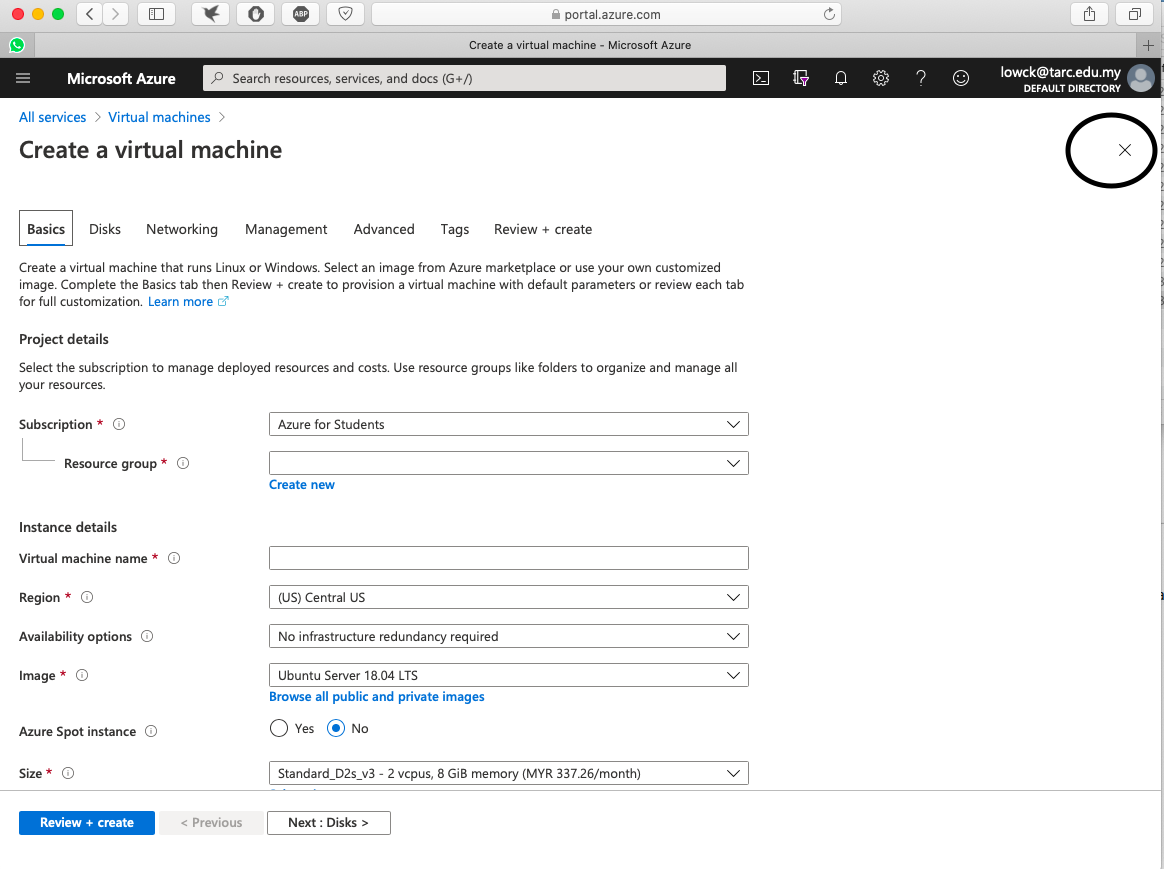 ABP
portal.azure.com
Create a virtual machine - Microsoft Azure
Microsoft Azure
Search resources, services, and docs (G+/)
lowck@tarc.edu.my
DEFAULT DIRECTORY
All services > Virtual machines >
Create a virtual machine
Basics Disks Networking Management Advanced Tags Review + create
Create a virtual machine that runs Linux or Windows. Select an image from Azure marketplace or use your own customized
image. Complete the Basics tab then Review + create to provision a virtual machine with default parameters or review each tab
for full customization. Learn more
Project details
Select the subscription to manage deployed resources and costs. Use resource groups like folders to organize and manage all
your resources.
Subscription * Azure for Students
Resource group *
Create new
Instance details
Virtual machine name *
Region * (US) Central US
Availability options No infrastructure redundancy required
Image * Ubuntu Server 18.04 LTS
Browse all public and private images
Azure Spot instance Yes No
Size * Standard_D2s_v3 - 2 vcpus, 8 GiB memory (MYR 337.26/month)
Review + create < Previous Next : Disks >